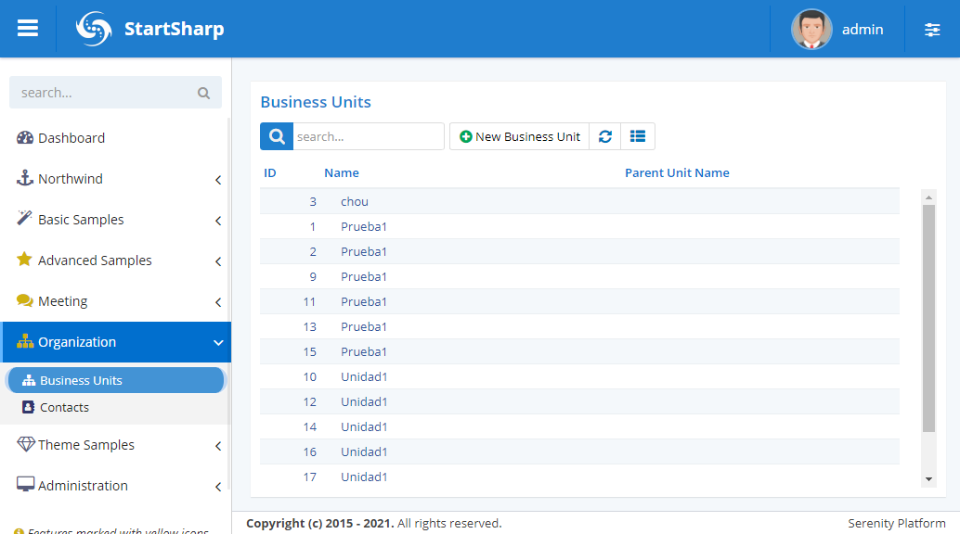 StartSharp
admin
search...
Dashboard
Northwind
Basic Samples
Advanced Samples
Meeting
Organization
Business Units
Contacts
Theme Samples
Administration
Features marked with yellow icons
Business Units
search...
New Business Unit
ID Name Parent Unit Name
3 chou
1 Prueba1
2 Prueba1
9 Prueba1
11 Prueba1
13 Prueba1
15 Prueba1
10 Unidad1
12 Unidad1
14 Unidad1
16 Unidad1
17 Unidad1
Copyright (c) 2015 - 2021. All rights reserved.
Serenity Platform